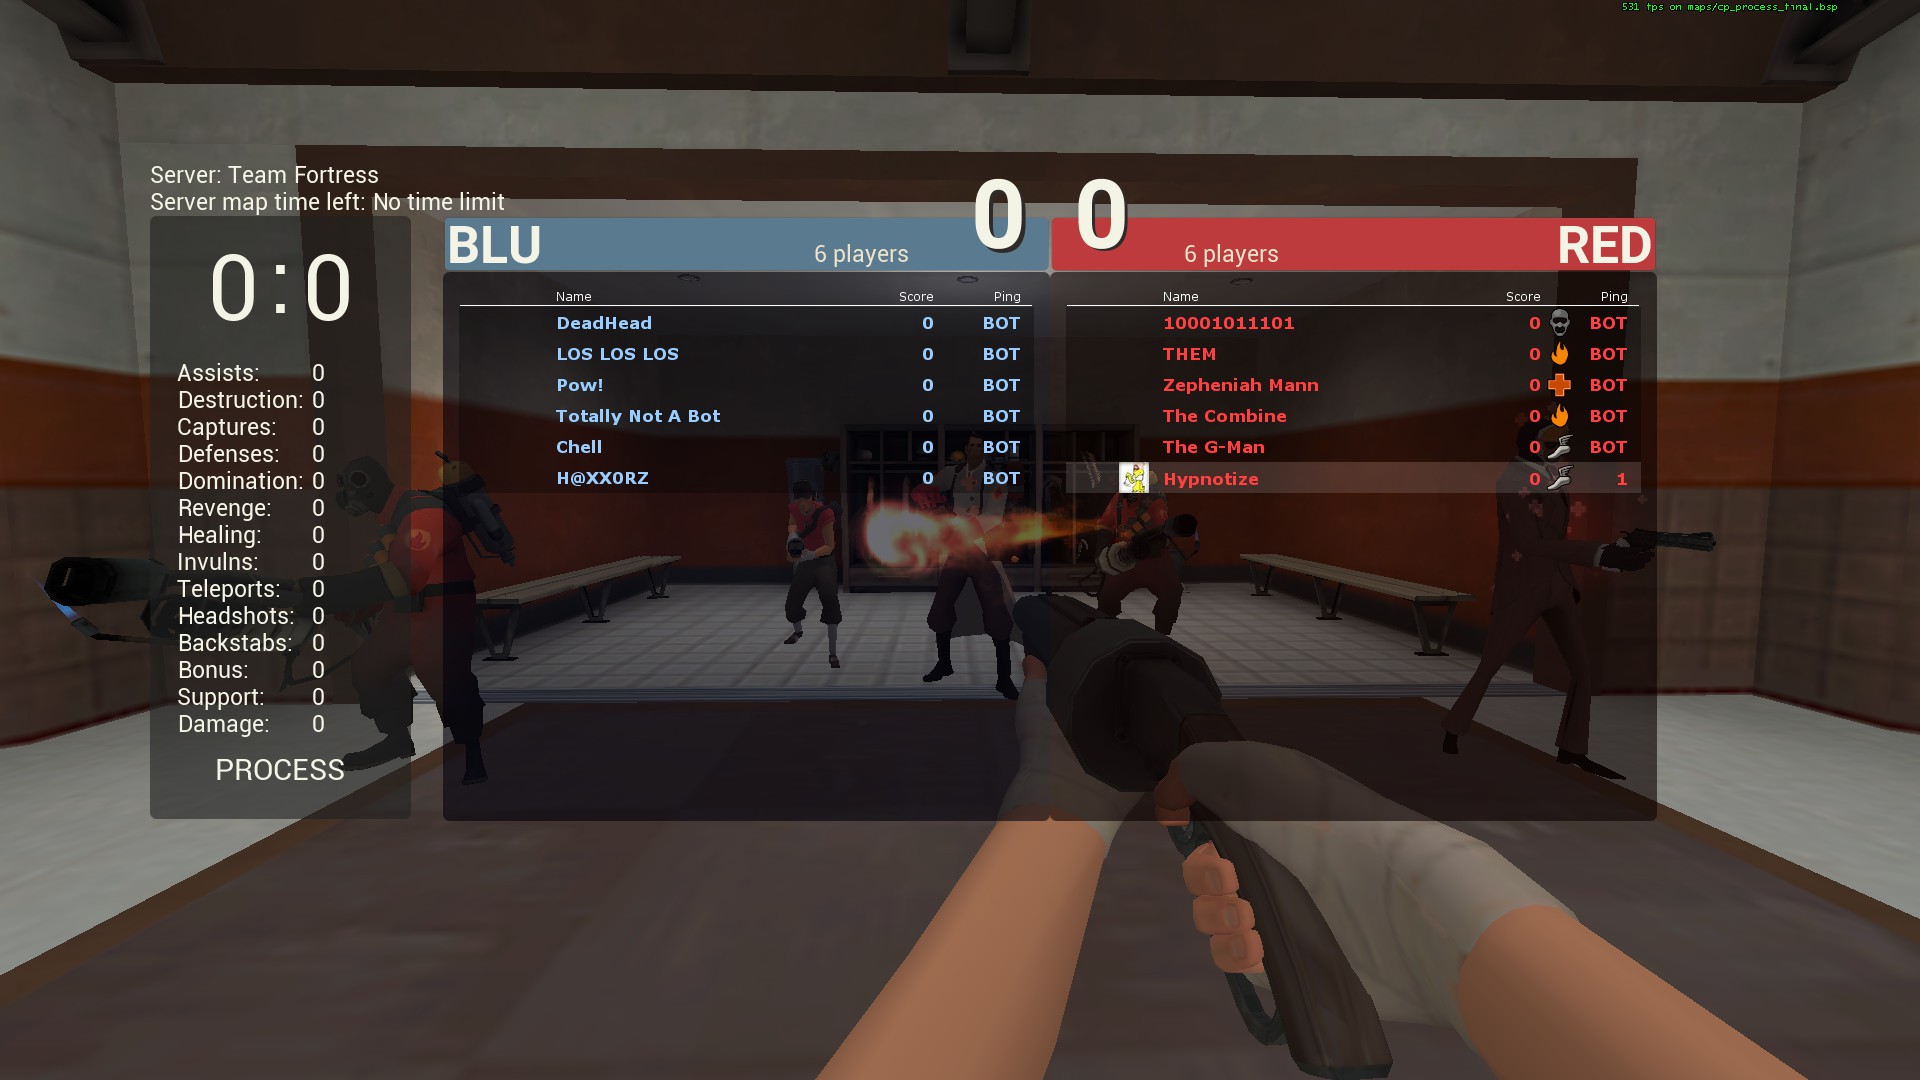 531 fps on maps/cp_process_final.bsp
Server: Team Fortress
Server map time left: No time limit
0:0
Assists: 0
Destruction: 0
Captures: 0
Defenses: 0
Domination: 0
Revenge: 0
Healing: 0
Invulns: 0
Teleports: 0
Headshots: 0
Backstabs: 0
Bonus: 0
Support: 0
Damage: 0
PROCESS
BLU 6 players 0
Name Score Ping
DeadHead 0 BOT
LOS LOS LOS 0 BOT
Pow! 0 BOT
Totally Not A Bot 0 BOT
Chell 0 BOT
H@XX0RZ 0 BOT
0 6 players RED
Name Score Ping
10001011101 0 BOT
THEM 0 BOT
Zepheniah Mann 0 BOT
The Combine 0 BOT
The G-Man 0 BOT
Hypnotize 0 1